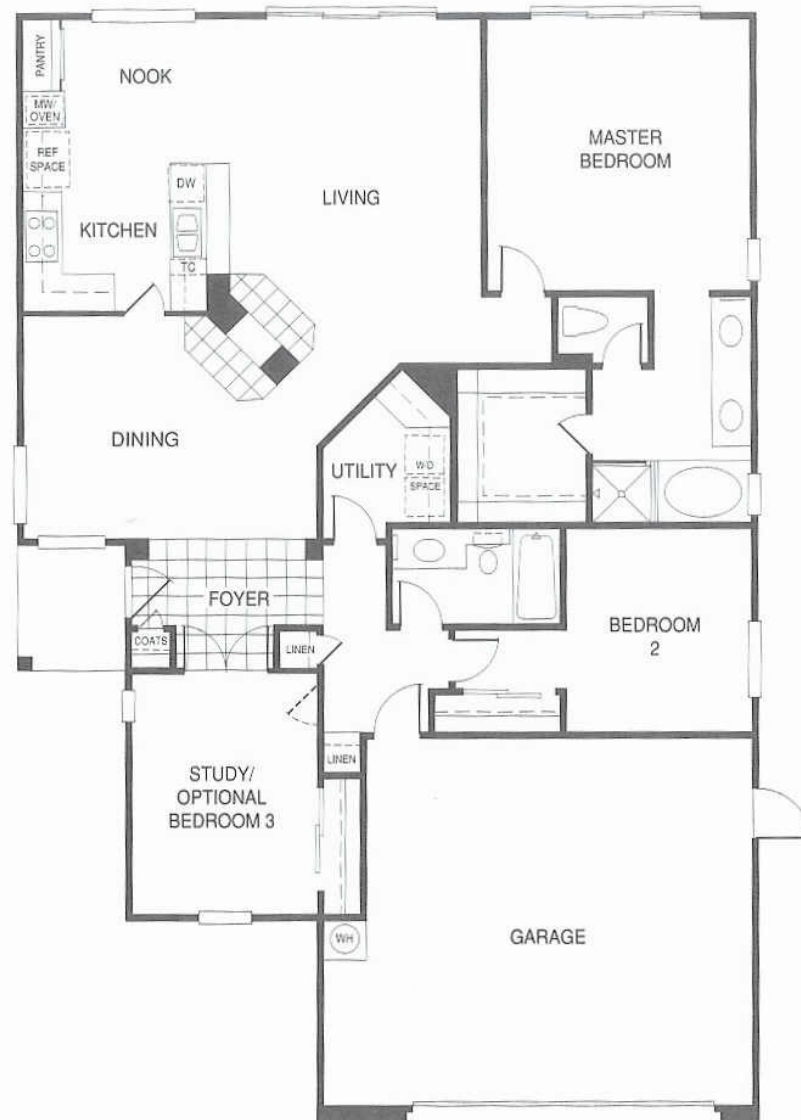 PANTRY
NOOK
MW/
OVEN
REF
SPACE
MASTER
BEDROOM
DW
LIVING
KITCHEN
TC
DINING
UTILITY
W/D
SPACE
FOYER
COATS
LINEN
BEDROOM
2
LINEN
STUDY/
OPTIONAL
BEDROOM 3
WH
GARAGE